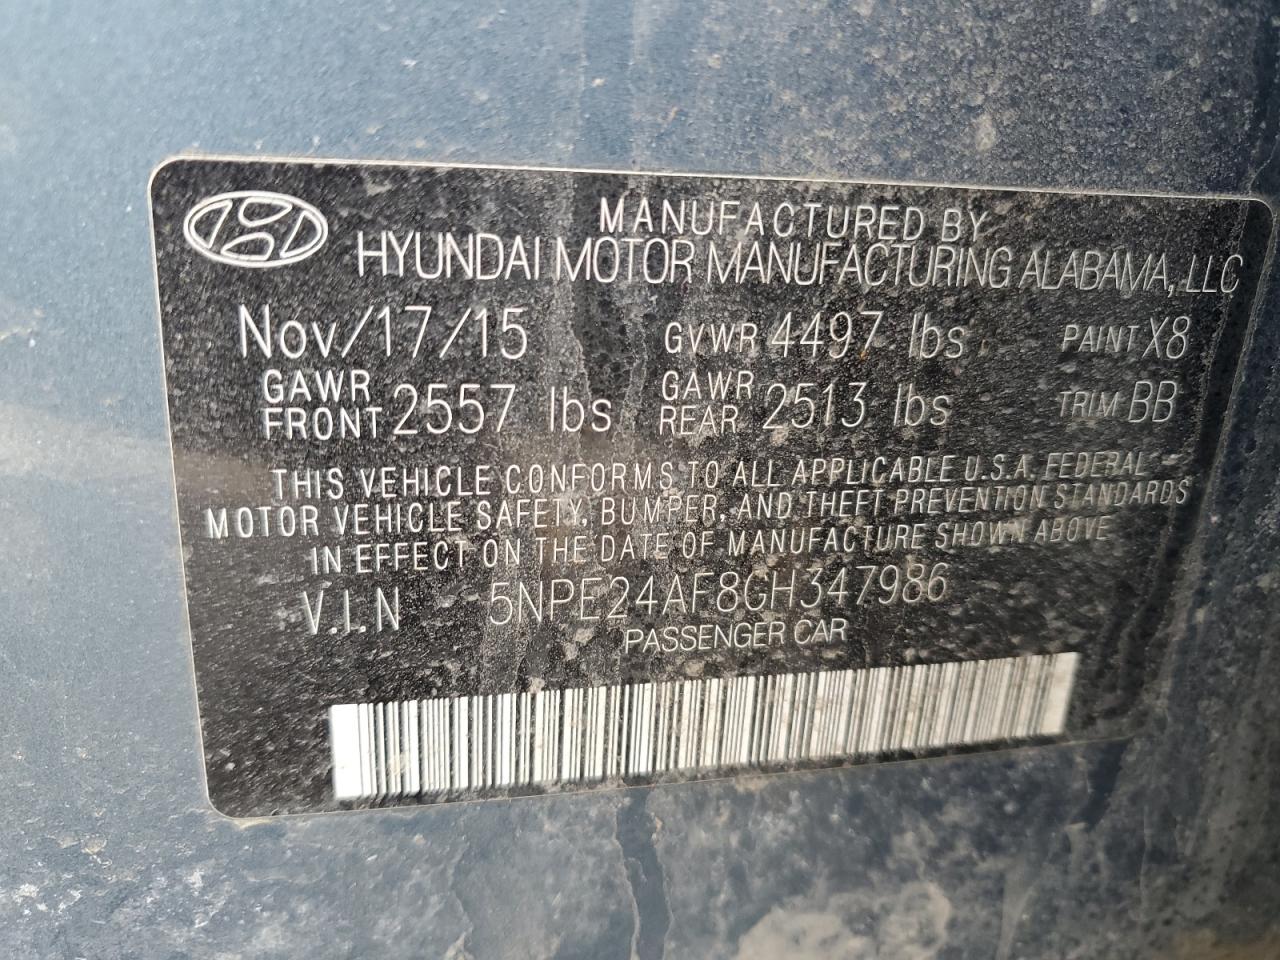 MANUFACTURED BY
HYUNDAI MOTOR MANUFACTURING ALABAMA, LLC
Nov/17/15 GVWR 4497 lbs PAINT X8
GAWR FRONT 2557 lbs GAWR REAR 2513 lbs TRIM BB
THIS VEHICLE CONFORMS TO ALL APPLICABLE U.S.A. FEDERAL
MOTOR VEHICLE SAFETY, BUMPER, AND THEFT PREVENTION STANDARDS
IN EFFECT ON THE DATE OF MANUFACTURE SHOWN ABOVE
V.I.N 5NPE24AF8GH347986
PASSENGER CAR